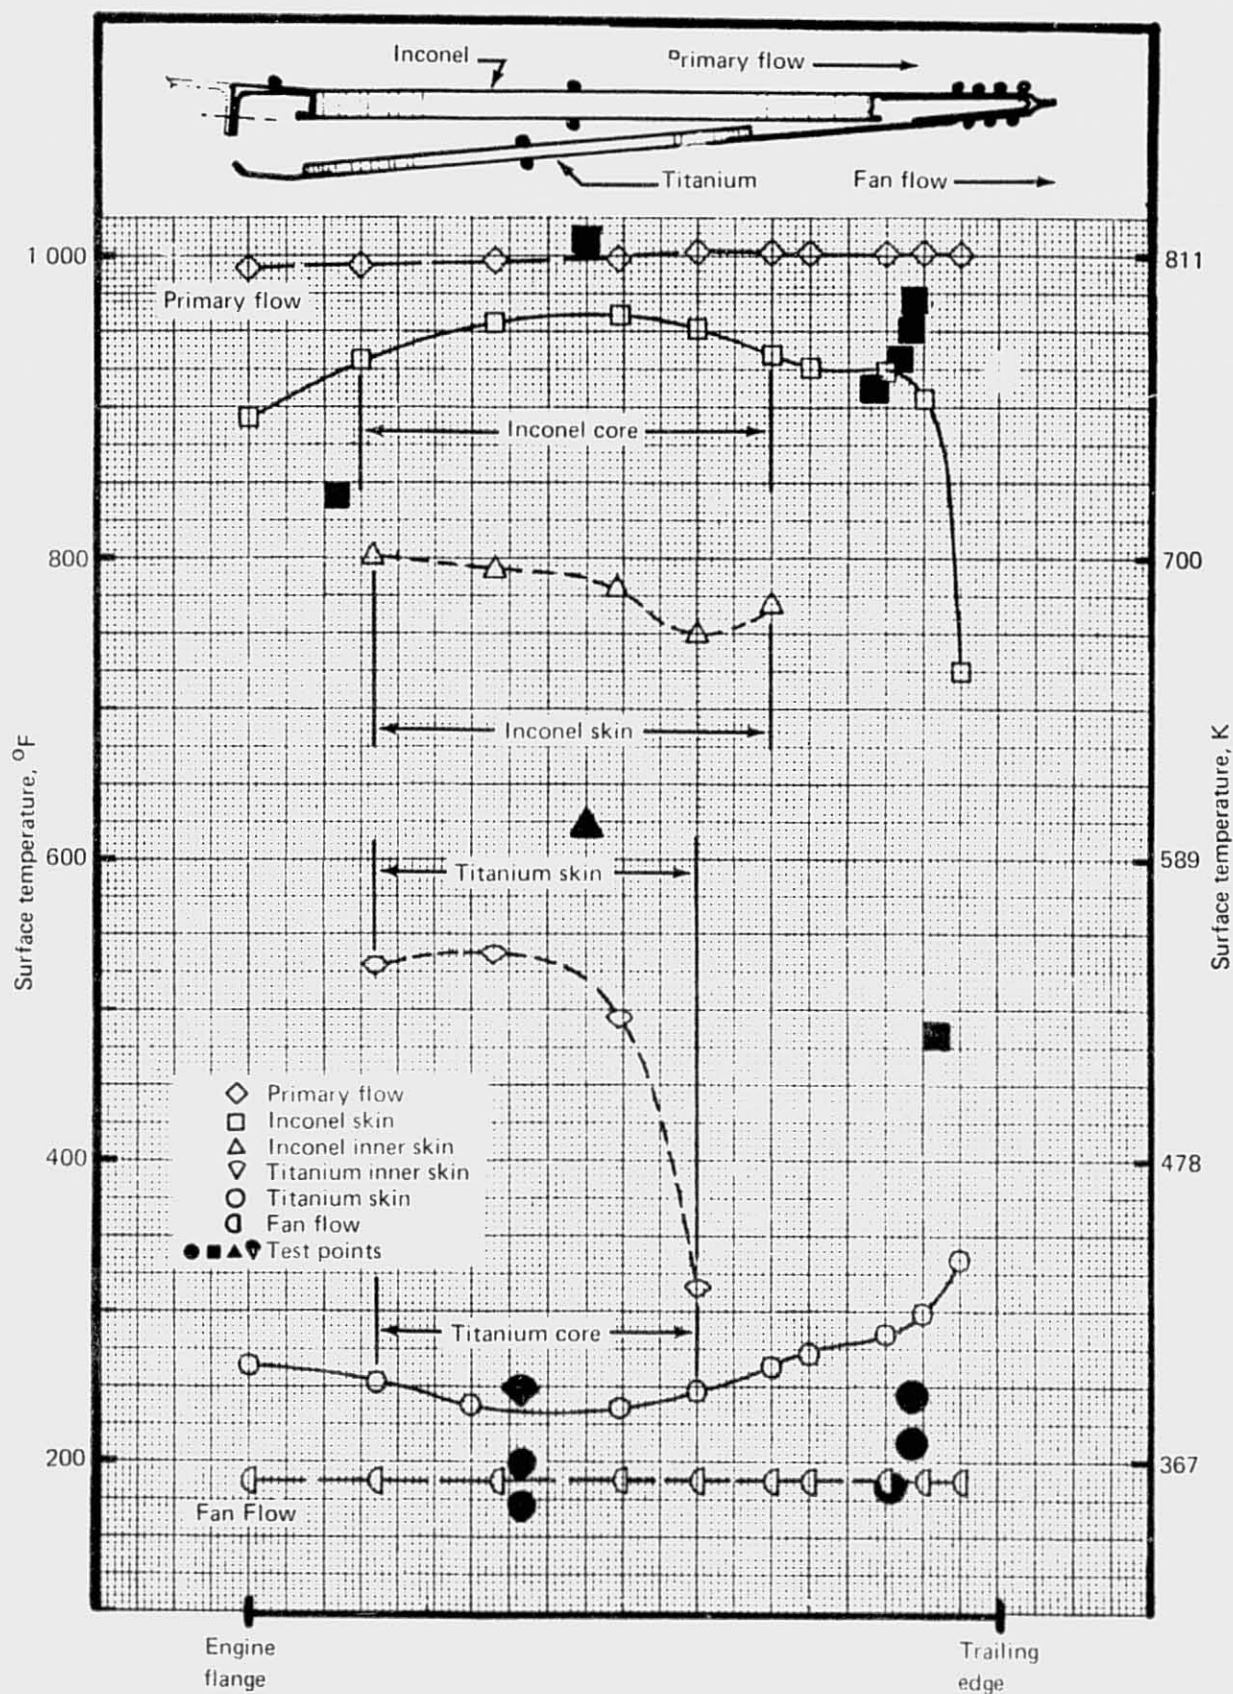 Inconel
Primary flow
Titanium
Fan flow
1 000
811
Primary flow
Inconel core
800
700
Inconel skin
Surface temperature, °F
Surface temperature, K
600
589
Titanium skin
Primary flow
Inconel skin
Inconel inner skin
Titanium inner skin
Titanium skin
Fan flow
Test points
400
478
Titanium core
200
367
Fan Flow
Engine
flange
Trailing
edge